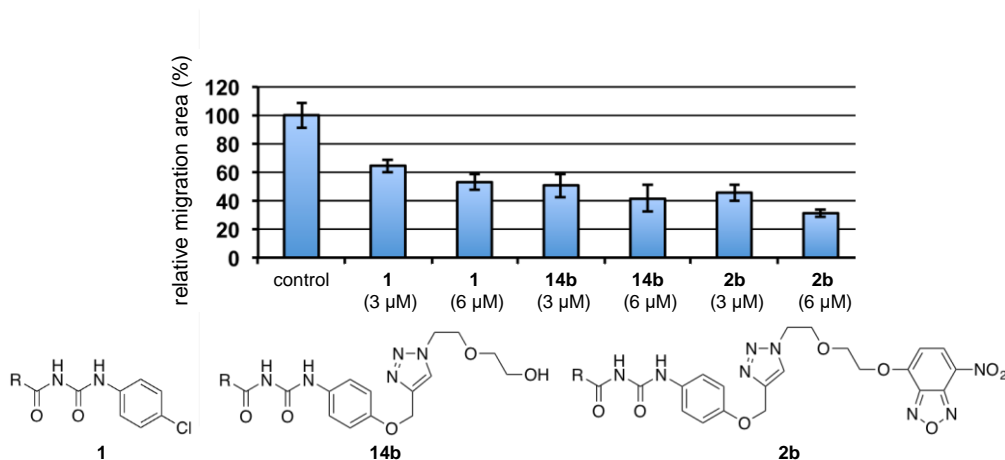 relative migration area (%)
120
100
80
60
40
20
0
control 1 1 14b 14b 2b 2b
(3 µM) (6 µM) (3 µM) (6 µM) (3 µM) (6 µM)
R O H N O H N Cl
1
R O H N O H N O N N N O OH
14b
R O H N O H N O N N N O O NO2 N O N
2b